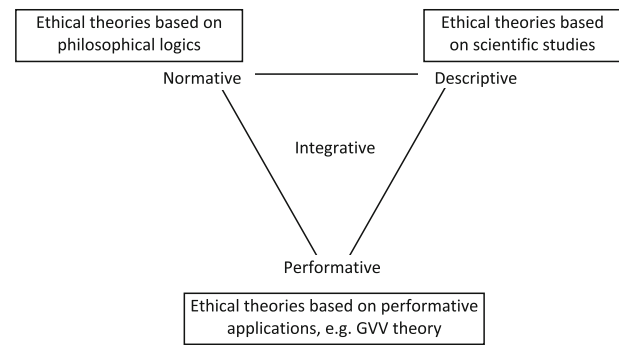 Ethical theories based on
philosophical logics
Ethical theories based
on scientific studies
Normative
Descriptive
Integrative
Performative
Ethical theories based on performative
applications, e.g. GVV theory